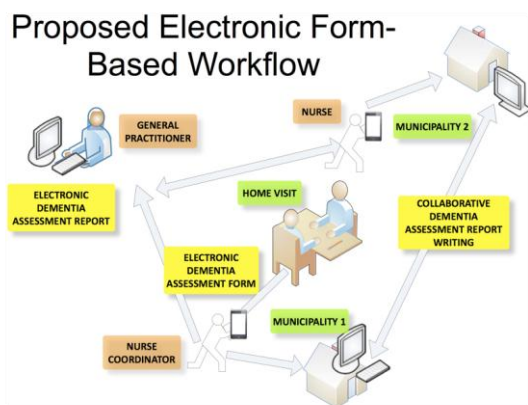 Proposed Electronic Form-
Based Workflow
GENERAL
PRACTITIONER
NURSE
MUNICIPALITY 2
ELECTRONIC
DEMENTIA
ASSESSMENT REPORT
HOME VISIT
COLLABORATIVE
DEMENTIA
ASSESSMENT REPORT
WRITING
ELECTRONIC
DEMENTIA
ASSESSMENT FORM
MUNICIPALITY 1
NURSE
COORDINATOR